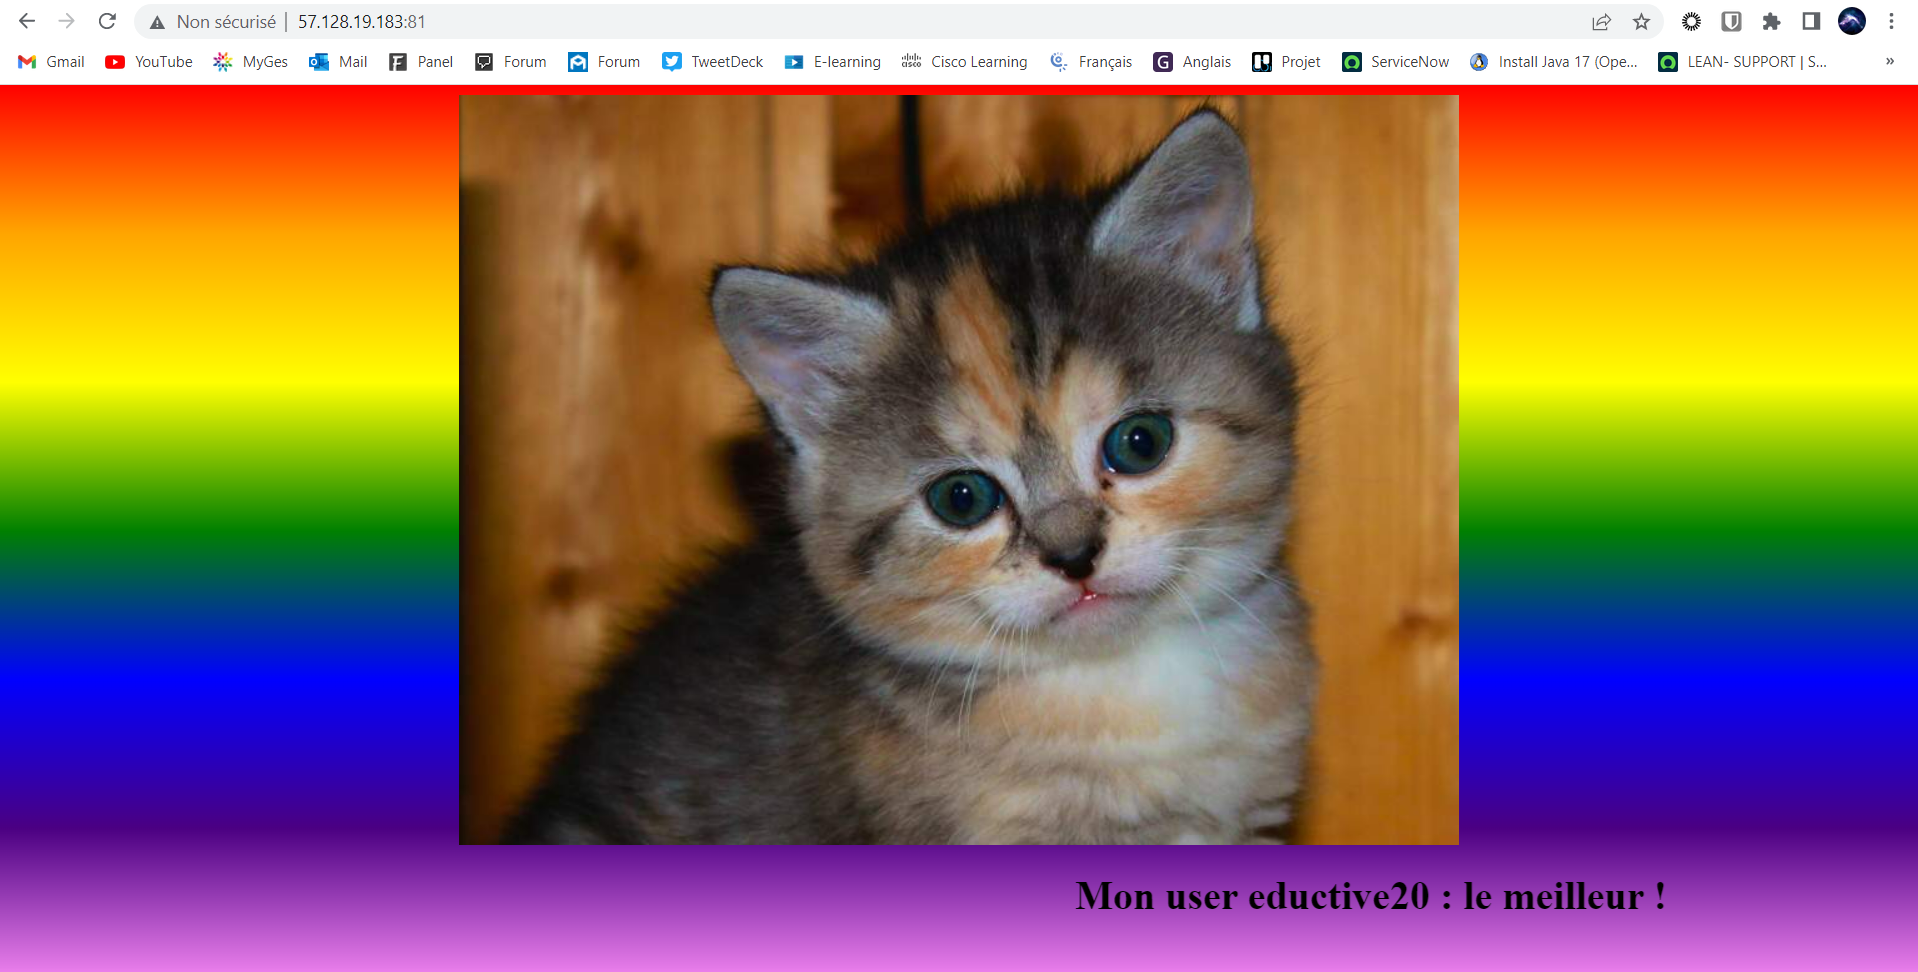 Non sécurisé | 57.128.19.183:81
Gmail YouTube MyGes Mail Panel Forum Forum TweetDeck E-learning Cisco Learning Français Anglais Projet ServiceNow Install Java 17 (Ope... LEAN- SUPPORT | S... »
Mon user eductive20 : le meilleur !